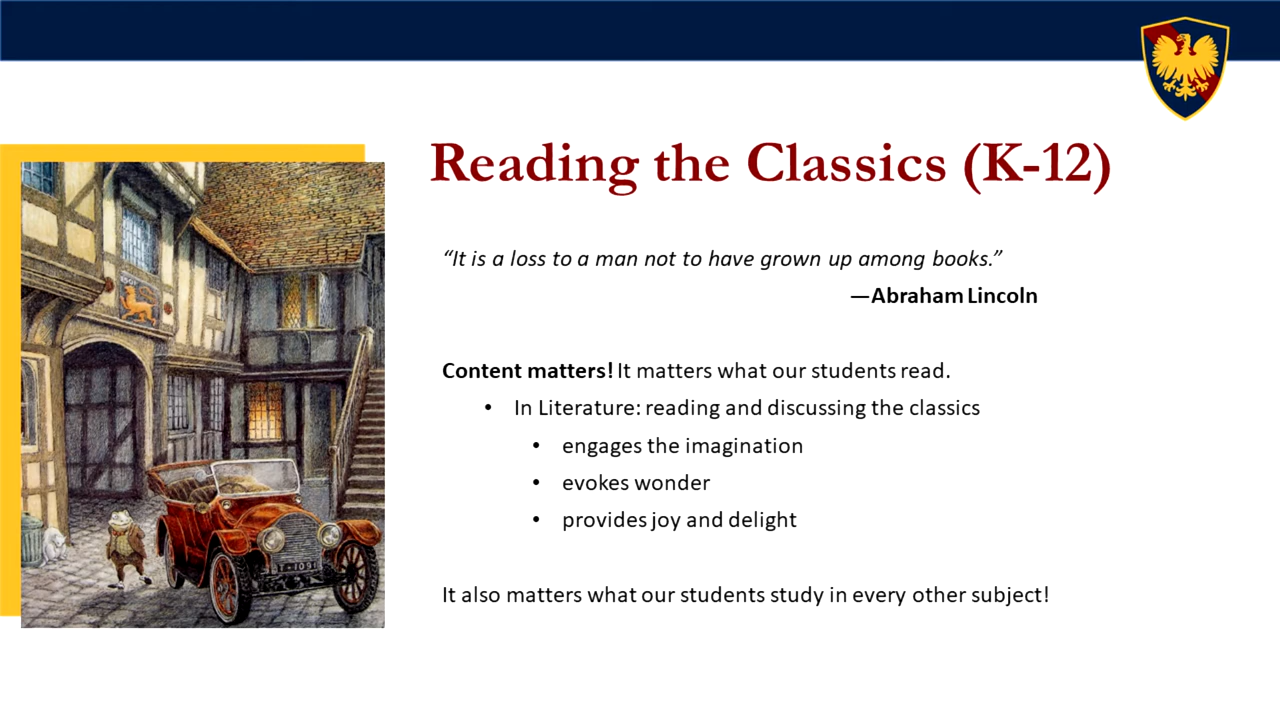 Reading the Classics (K-12)
“It is a loss to a man not to have grown up among books.”
—Abraham Lincoln
Content matters! It matters what our students read.
• In Literature: reading and discussing the classics
• engages the imagination
• evokes wonder
• provides joy and delight
It also matters what our students study in every other subject!